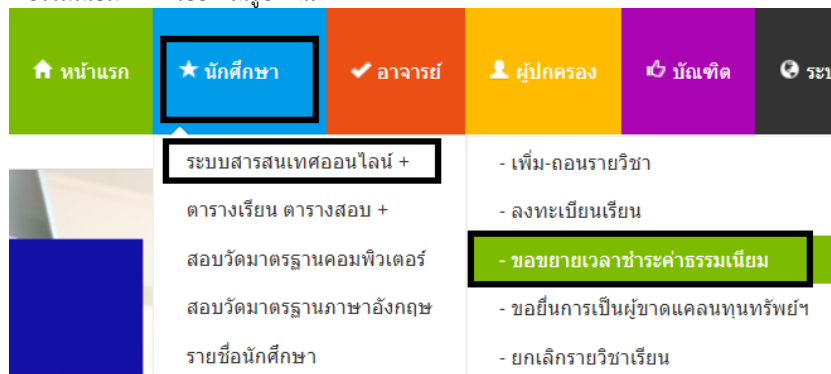 หน้าแรก
นักศึกษา
อาจารย์
ผู้ปกครอง
บัณฑิต
ระบบสารสนเทศออนไลน์ +
ตารางเรียน ตารางสอบ +
สอบวัดมาตรฐานคอมพิวเตอร์
สอบวัดมาตรฐานภาษาอังกฤษ
รายชื่อนักศึกษา
- เพิ่ม-ถอนรายวิชา
- ลงทะเบียนเรียน
- ขอขยายเวลาชำระค่าธรรมเนียม
- ขอยื่นการเป็นผู้ขาดแคลนทุนทรัพย์ฯ
- ยกเลิกรายวิชาเรียน